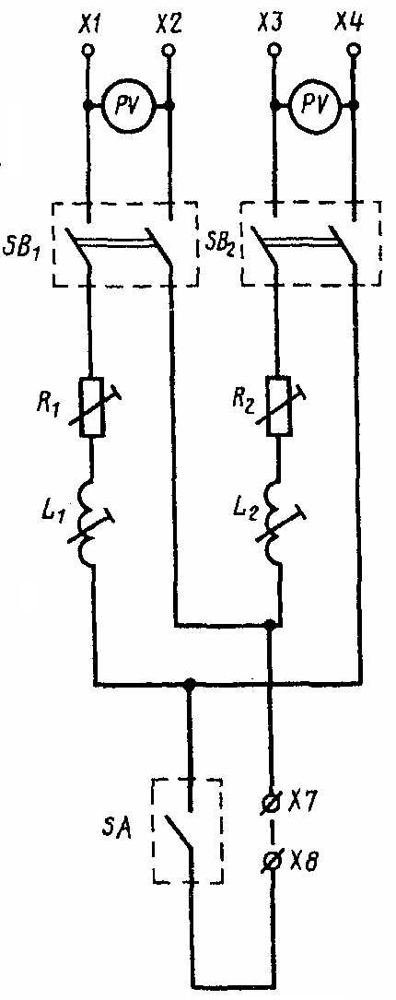 X1 X2 X3 X4
PV PV
SB1 SB2
R1 R2
L1 L2
SA X7
X8